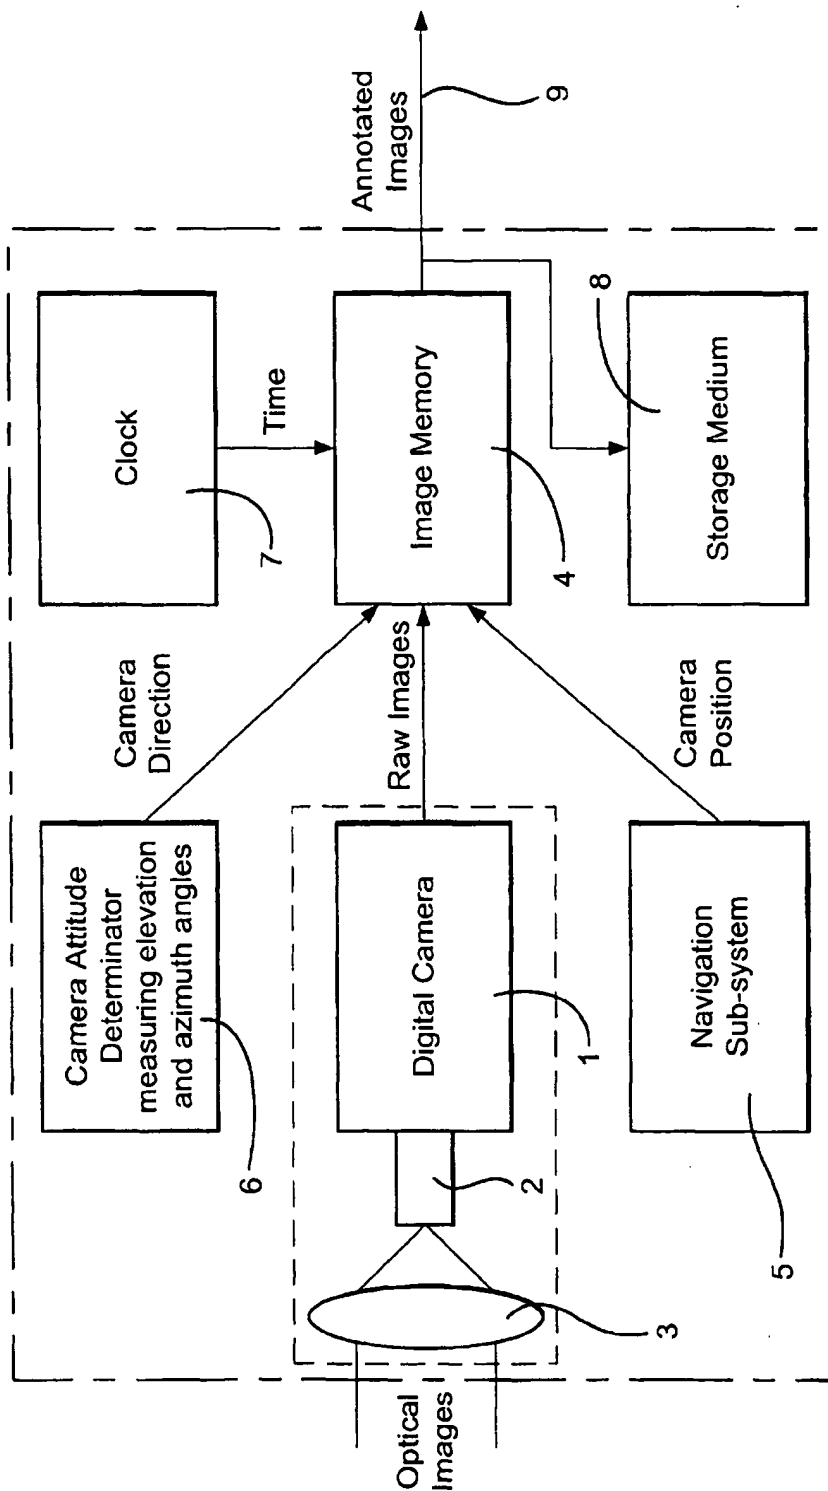 Camera Attitude
Determinator
measuring elevation
and azimuth angles
6
Camera
Direction
Clock
7
Time
Optical
Images
3
2
Digital Camera
1
Raw Images
Image Memory
4
Annotated
Images
9
Navigation
Sub-system
5
Camera
Position
Storage Medium
8